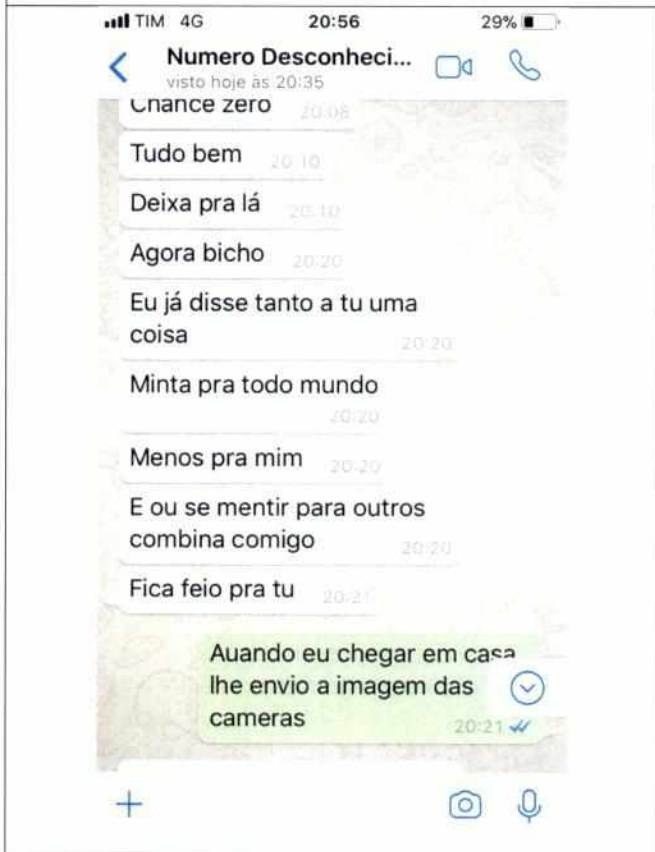 TIM 4G 20:56 29%
Numero Desconheci...
visto hoje às 20:35
Chance zero 20:08
Tudo bem 20:10
Deixa pra lá 20:10
Agora bicho 20:20
Eu já disse tanto a tu uma
coisa 20:20
Minta pra todo mundo
20:20
Menos pra mim 20:20
E ou se mentir para outros
combina comigo 20:20
Fica feio pra tu 20:21
Auando eu chegar em casa
lhe envio a imagem das
cameras 20:21